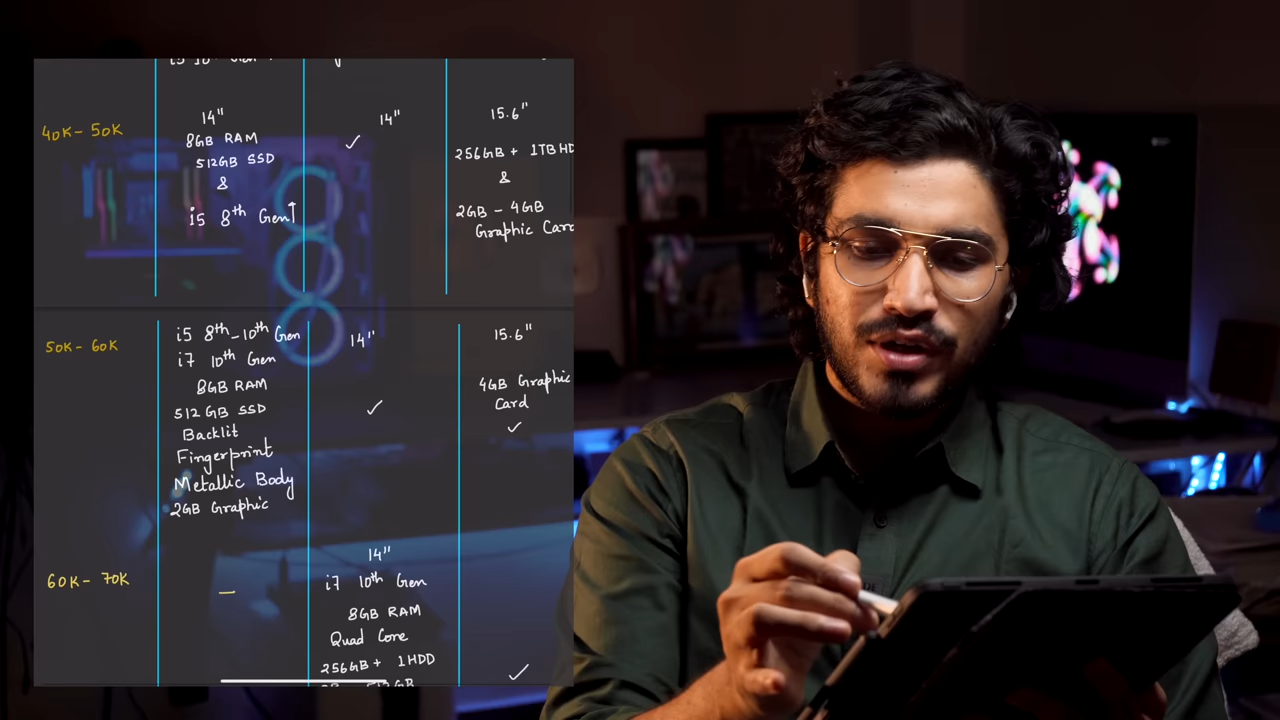 40K - 50K
14"
8GB RAM
512GB SSD
&
i5 8th Gen↑
14"
✓
15.6"
256GB + 1TB HD
&
2GB - 4GB
Graphic Card
50K - 60K
i5 8th - 10th Gen
i7 10th Gen
8GB RAM
512 GB SSD
Backlit
Fingerprint
Metallic Body
2GB Graphic
14"
✓
15.6"
4GB Graphic
Card
✓
60K - 70K
—
14"
i7 10th Gen
8GB RAM
Quad Core
256GB + 1HDD
✓